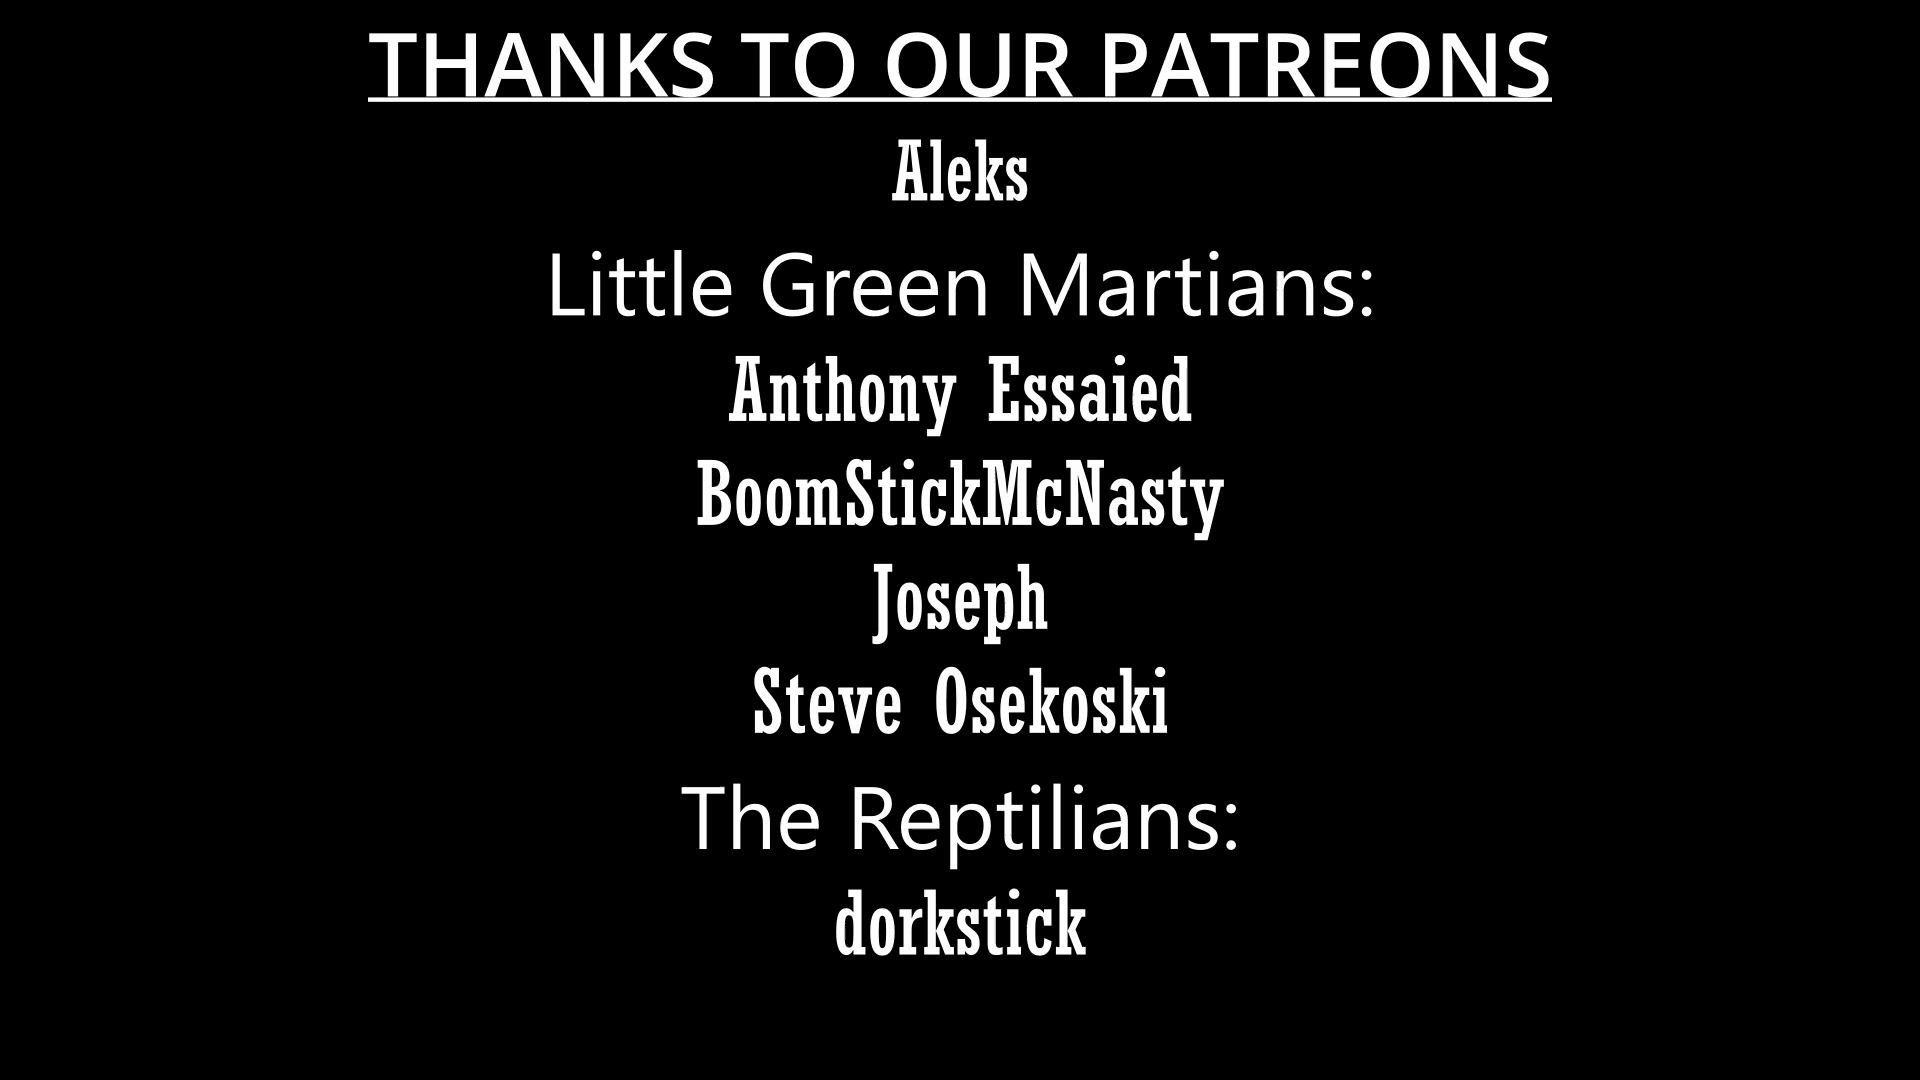 THANKS TO OUR PATREONS
Aleks
Little Green Martians:
Anthony Essaied
BoomStickMcNasty
Joseph
Steve Osekoski
The Reptilians:
dorkstick